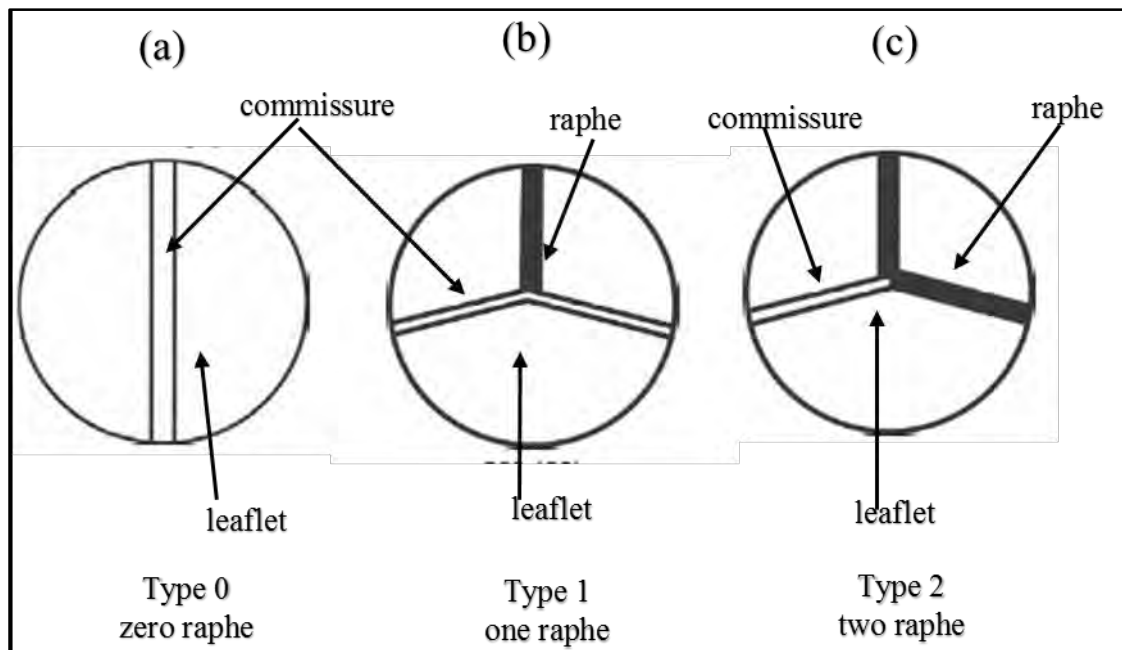 (a)
(b)
(c)
commissure
raphe
commissure
raphe
leaflet
leaflet
leaflet
Type 0
zero raphe
Type 1
one raphe
Type 2
two raphe